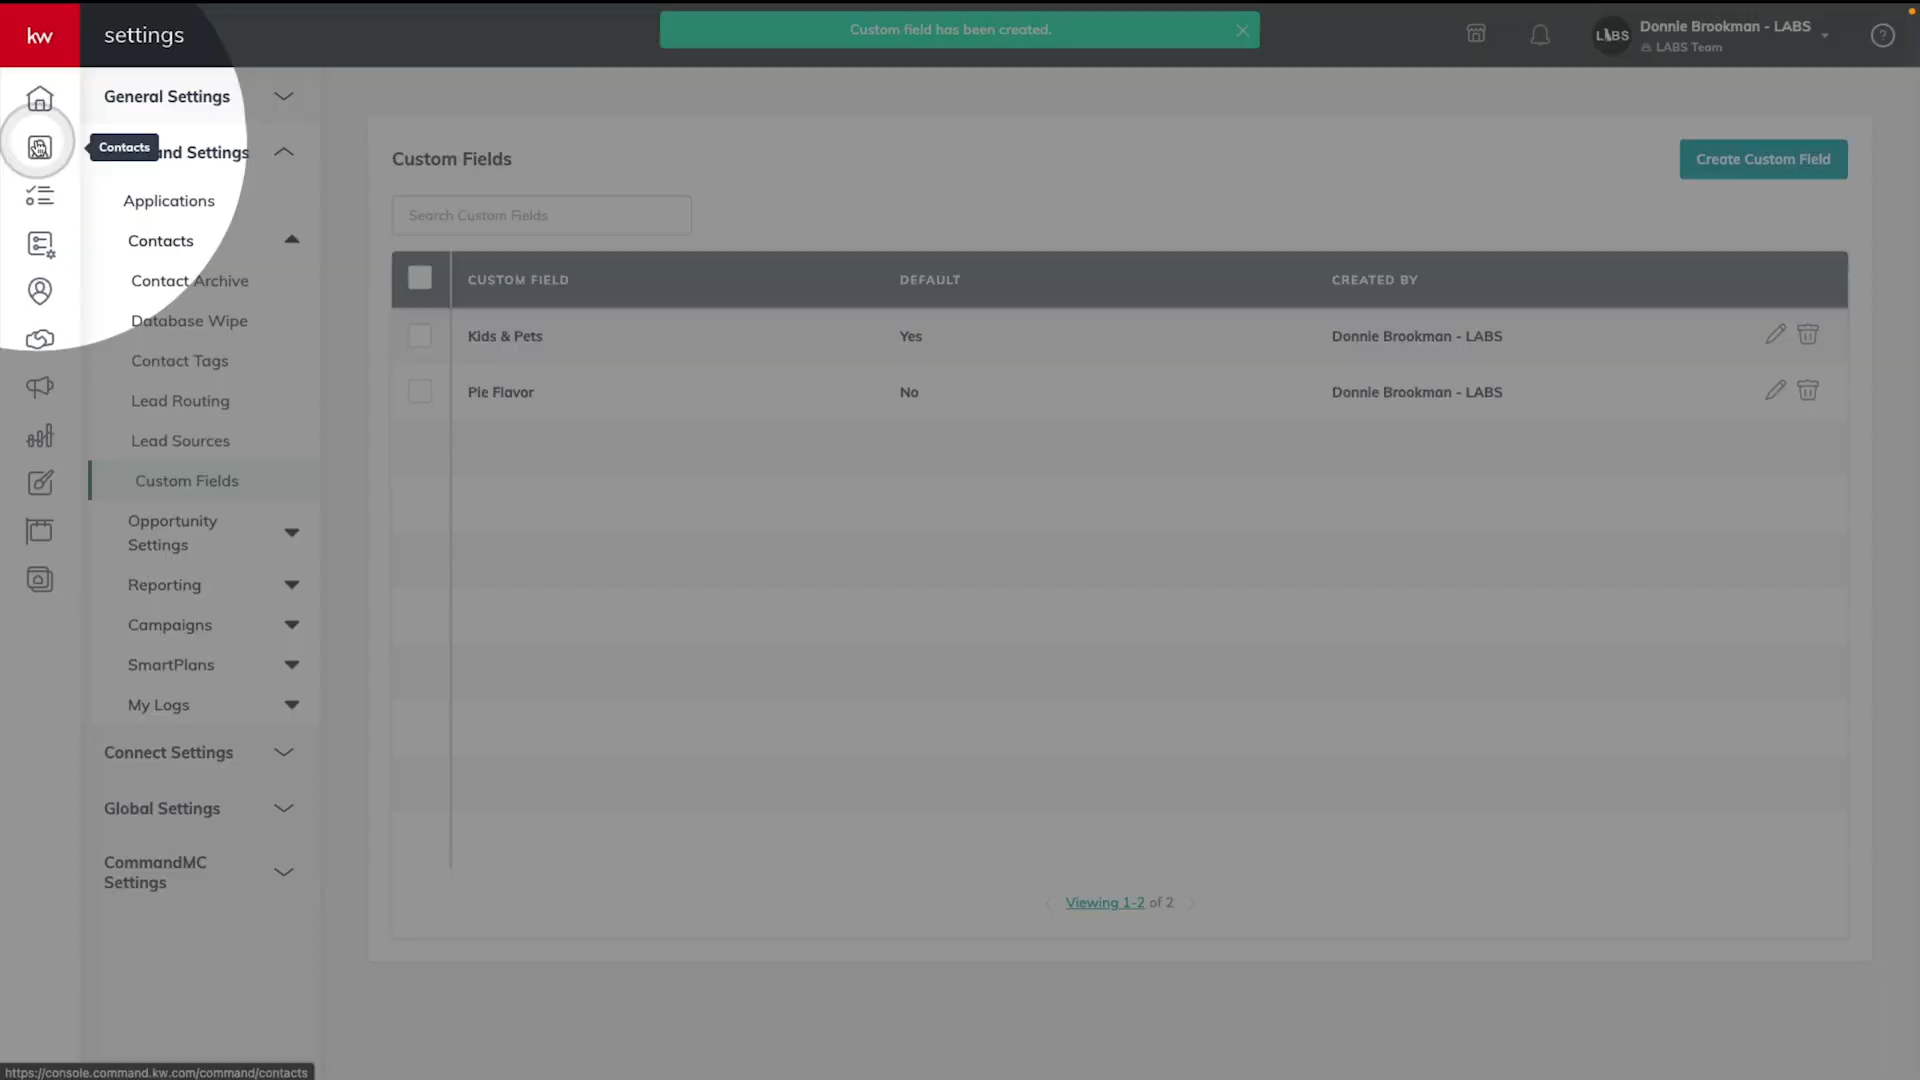 kw
settings
Custom field has been created.
LABS
Donnie Brookman - LABS
LABS Team
?
General Settings
Contacts
and Settings
Applications
Contacts
Contact Archive
Database Wipe
Contact Tags
Lead Routing
Lead Sources
Custom Fields
Opportunity
Settings
Reporting
Campaigns
SmartPlans
My Logs
Connect Settings
Global Settings
CommandMC
Settings
Custom Fields
Create Custom Field
Search Custom Fields
CUSTOM FIELD DEFAULT CREATED BY
Kids & Pets Yes Donnie Brookman - LABS
Pie Flavor No Donnie Brookman - LABS
Viewing 1-2 of 2
https://console.command.kw.com/command/contacts